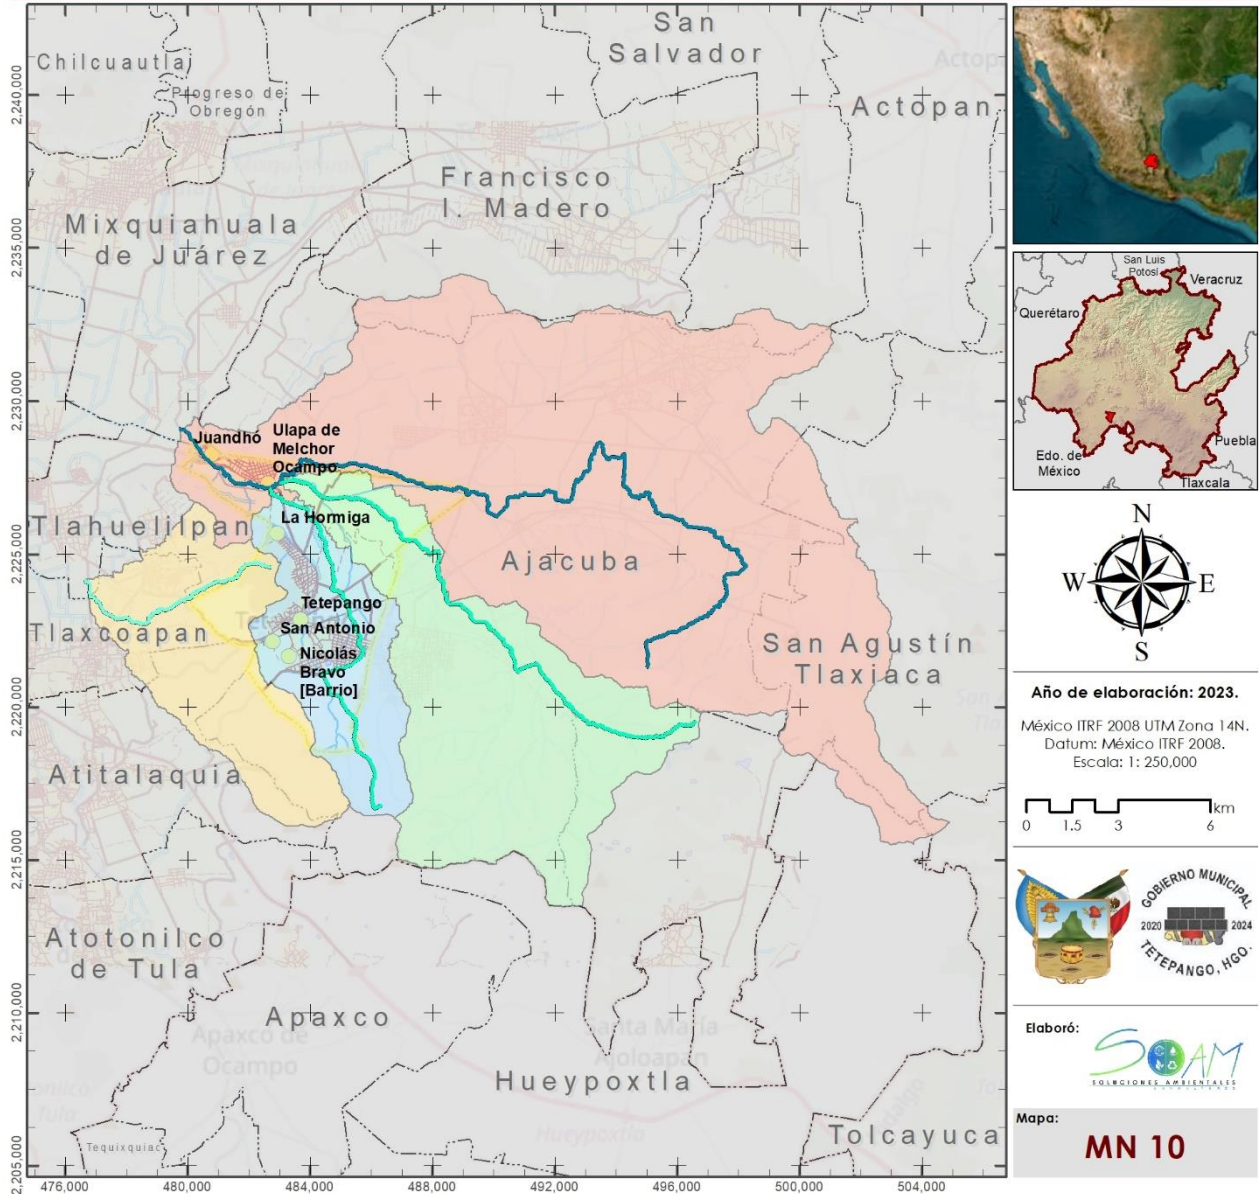 San
Salvador
Chilcuautla
Progreso de
Obregón
Actopan
Francisco
I. Madero
Mixquiahuala
de Juárez
Juandhó
Ulapa de
Melchor
Ocampo
La Hormiga
Tlahuelilpan
Ajacuba
Tetepango
Tlaxcoapan
San Antonio
Nicolás
Bravo
[Barrio]
San Agustín
Tlaxiaca
Atitalaquia
Atotonilco
de Tula
Apaxco
Apaxco de
Ocampo
Santa María
Ajoloapan
Hueypoxtla
Hueypoxtla
Tequixquiac
Tolcayuca
2,240,000
2,235,000
2,230,000
2,225,000
2,220,000
2,215,000
2,210,000
2,205,000
476,000
480,000
484,000
488,000
492,000
496,000
500,000
504,000
San Luis
Potosí
Veracruz
Querétaro
Puebla
Edo. de
México
Tlaxcala
N
W
E
S
Año de elaboración: 2023.
México ITRF 2008 UTM Zona 14N.
Datum: México ITRF 2008.
Escala: 1: 250,000
km
0 1.5 3 6
GOBIERNO MUNICIPAL
2020 2024
TETEPANGO, HGO.
Elaboró:
SOAM
SOLUCIONES AMBIENTALES
Mapa:
MN 10